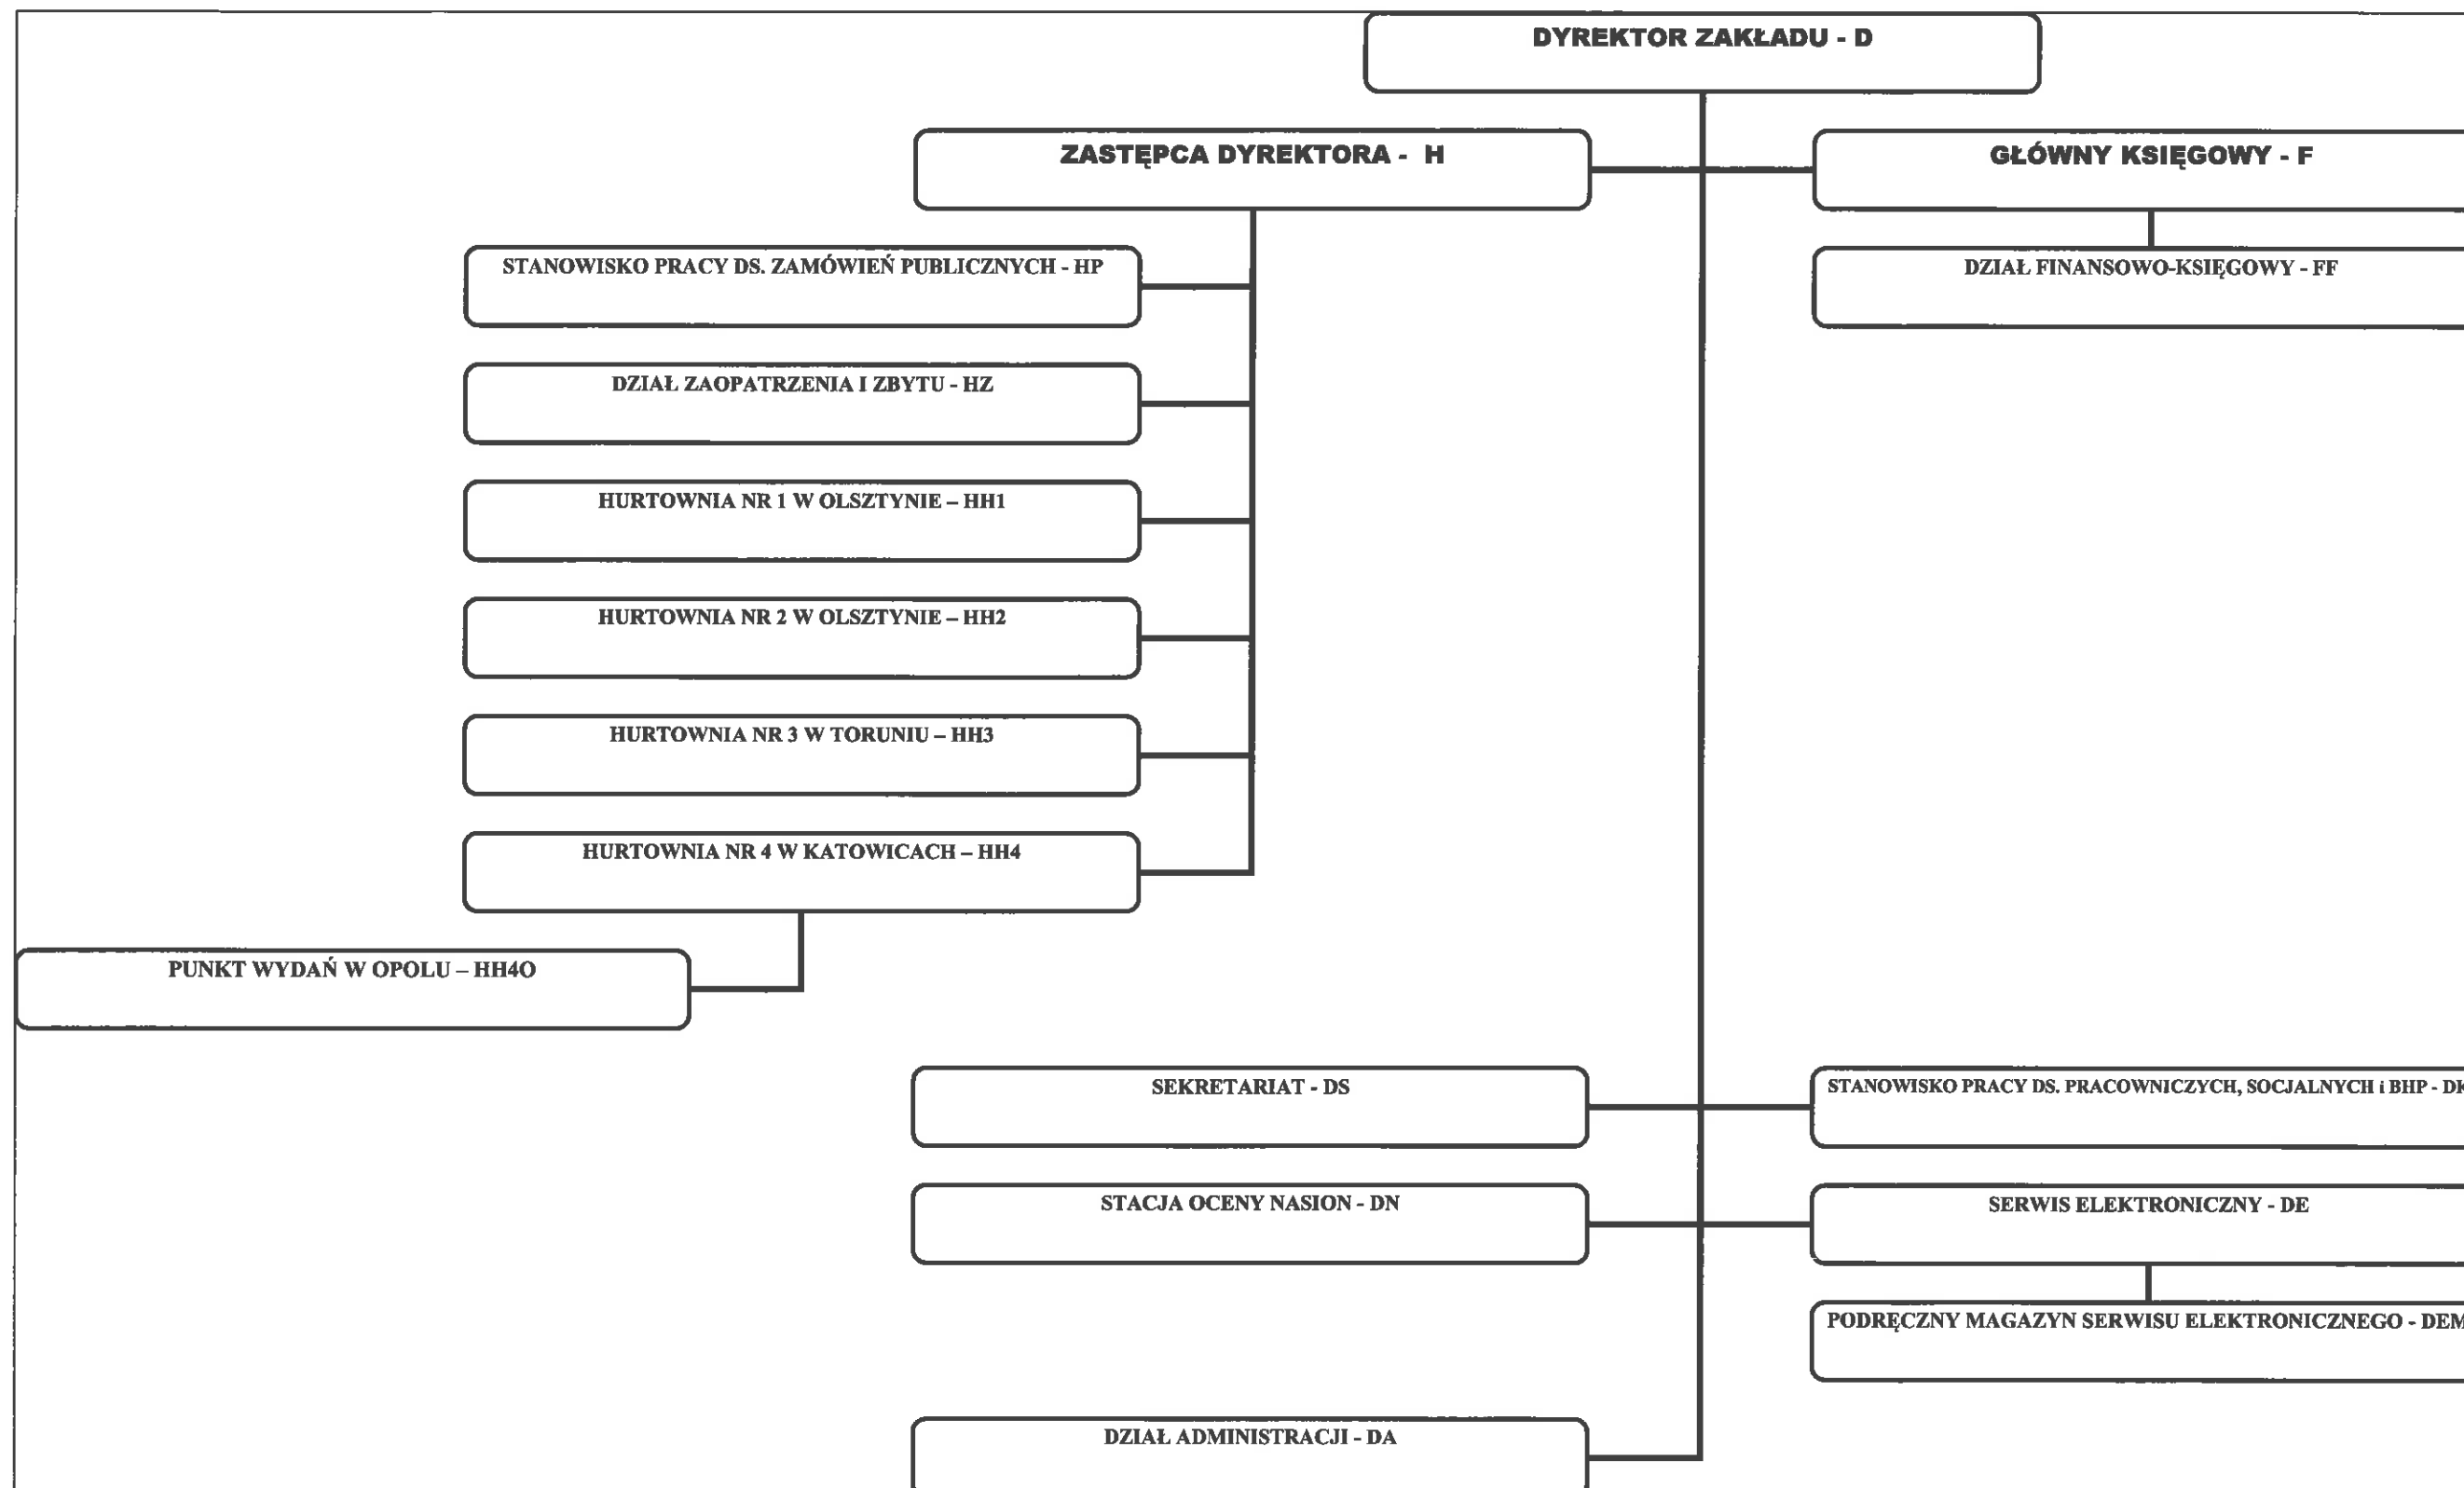 DYREKTOR ZAKŁADU - D
ZASTĘPCA DYREKTORA - H
GŁÓWNY KSIĘGOWY - F
STANOWISKO PRACY DS. ZAMÓWIEŃ PUBLICZNYCH - HP
DZIAŁ FINANSOWO-KSIĘGOWY - FF
DZIAŁ ZAOPATRZENIA I ZBYTU - HZ
HURTOWNIA NR 1 W OLSZTYNIE – HH1
HURTOWNIA NR 2 W OLSZTYNIE – HH2
HURTOWNIA NR 3 W TORUNIU – HH3
HURTOWNIA NR 4 W KATOWICACH – HH4
PUNKT WYDAŃ W OPOLU – HH4O
SEKRETARIAT - DS
STANOWISKO PRACY DS. PRACOWNICZYCH, SOCJALNYCH i BHP - DK
STACJA OCENY NASION - DN
SERWIS ELEKTRONICZNY - DE
PODRĘCZNY MAGAZYN SERWISU ELEKTRONICZNEGO - DEM
DZIAŁ ADMINISTRACJI - DA